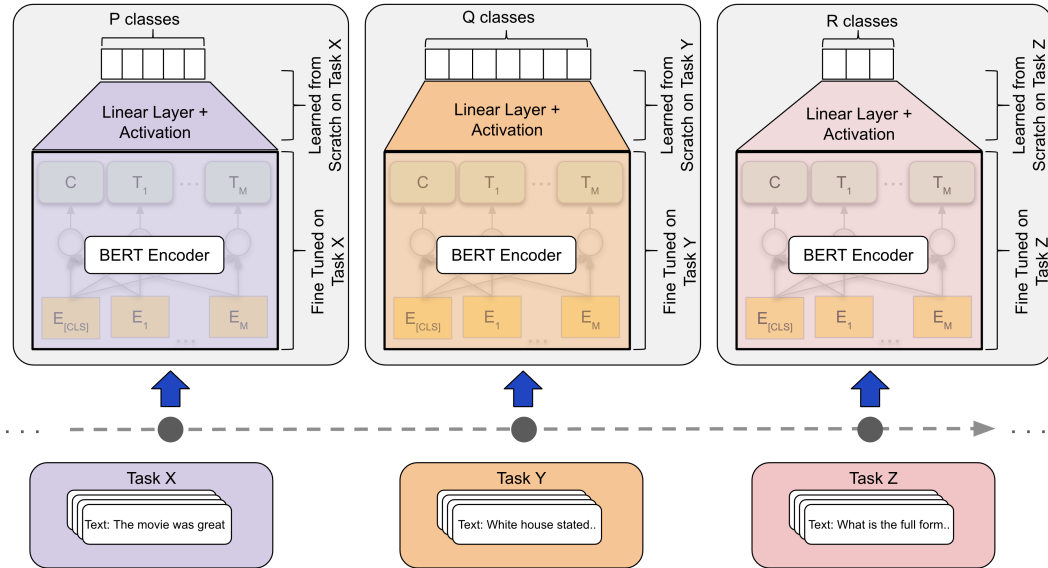 P classes
Linear Layer +
Activation
Learned from
Scratch on Task X
C T1 ... TM
BERT Encoder
E[CLS] E1 ... EM
Fine Tuned on
Task X
Q classes
Linear Layer +
Activation
Learned from
Scratch on Task Y
C T1 ... TM
BERT Encoder
E[CLS] E1 ... EM
Fine Tuned on
Task Y
R classes
Linear Layer +
Activation
Learned from
Scratch on Task Z
C T1 ... TM
BERT Encoder
E[CLS] E1 ... EM
Fine Tuned on
Task Z
. . . . . .
Task X
Text: The movie was great
Task Y
Text: White house stated..
Task Z
Text: What is the full form..